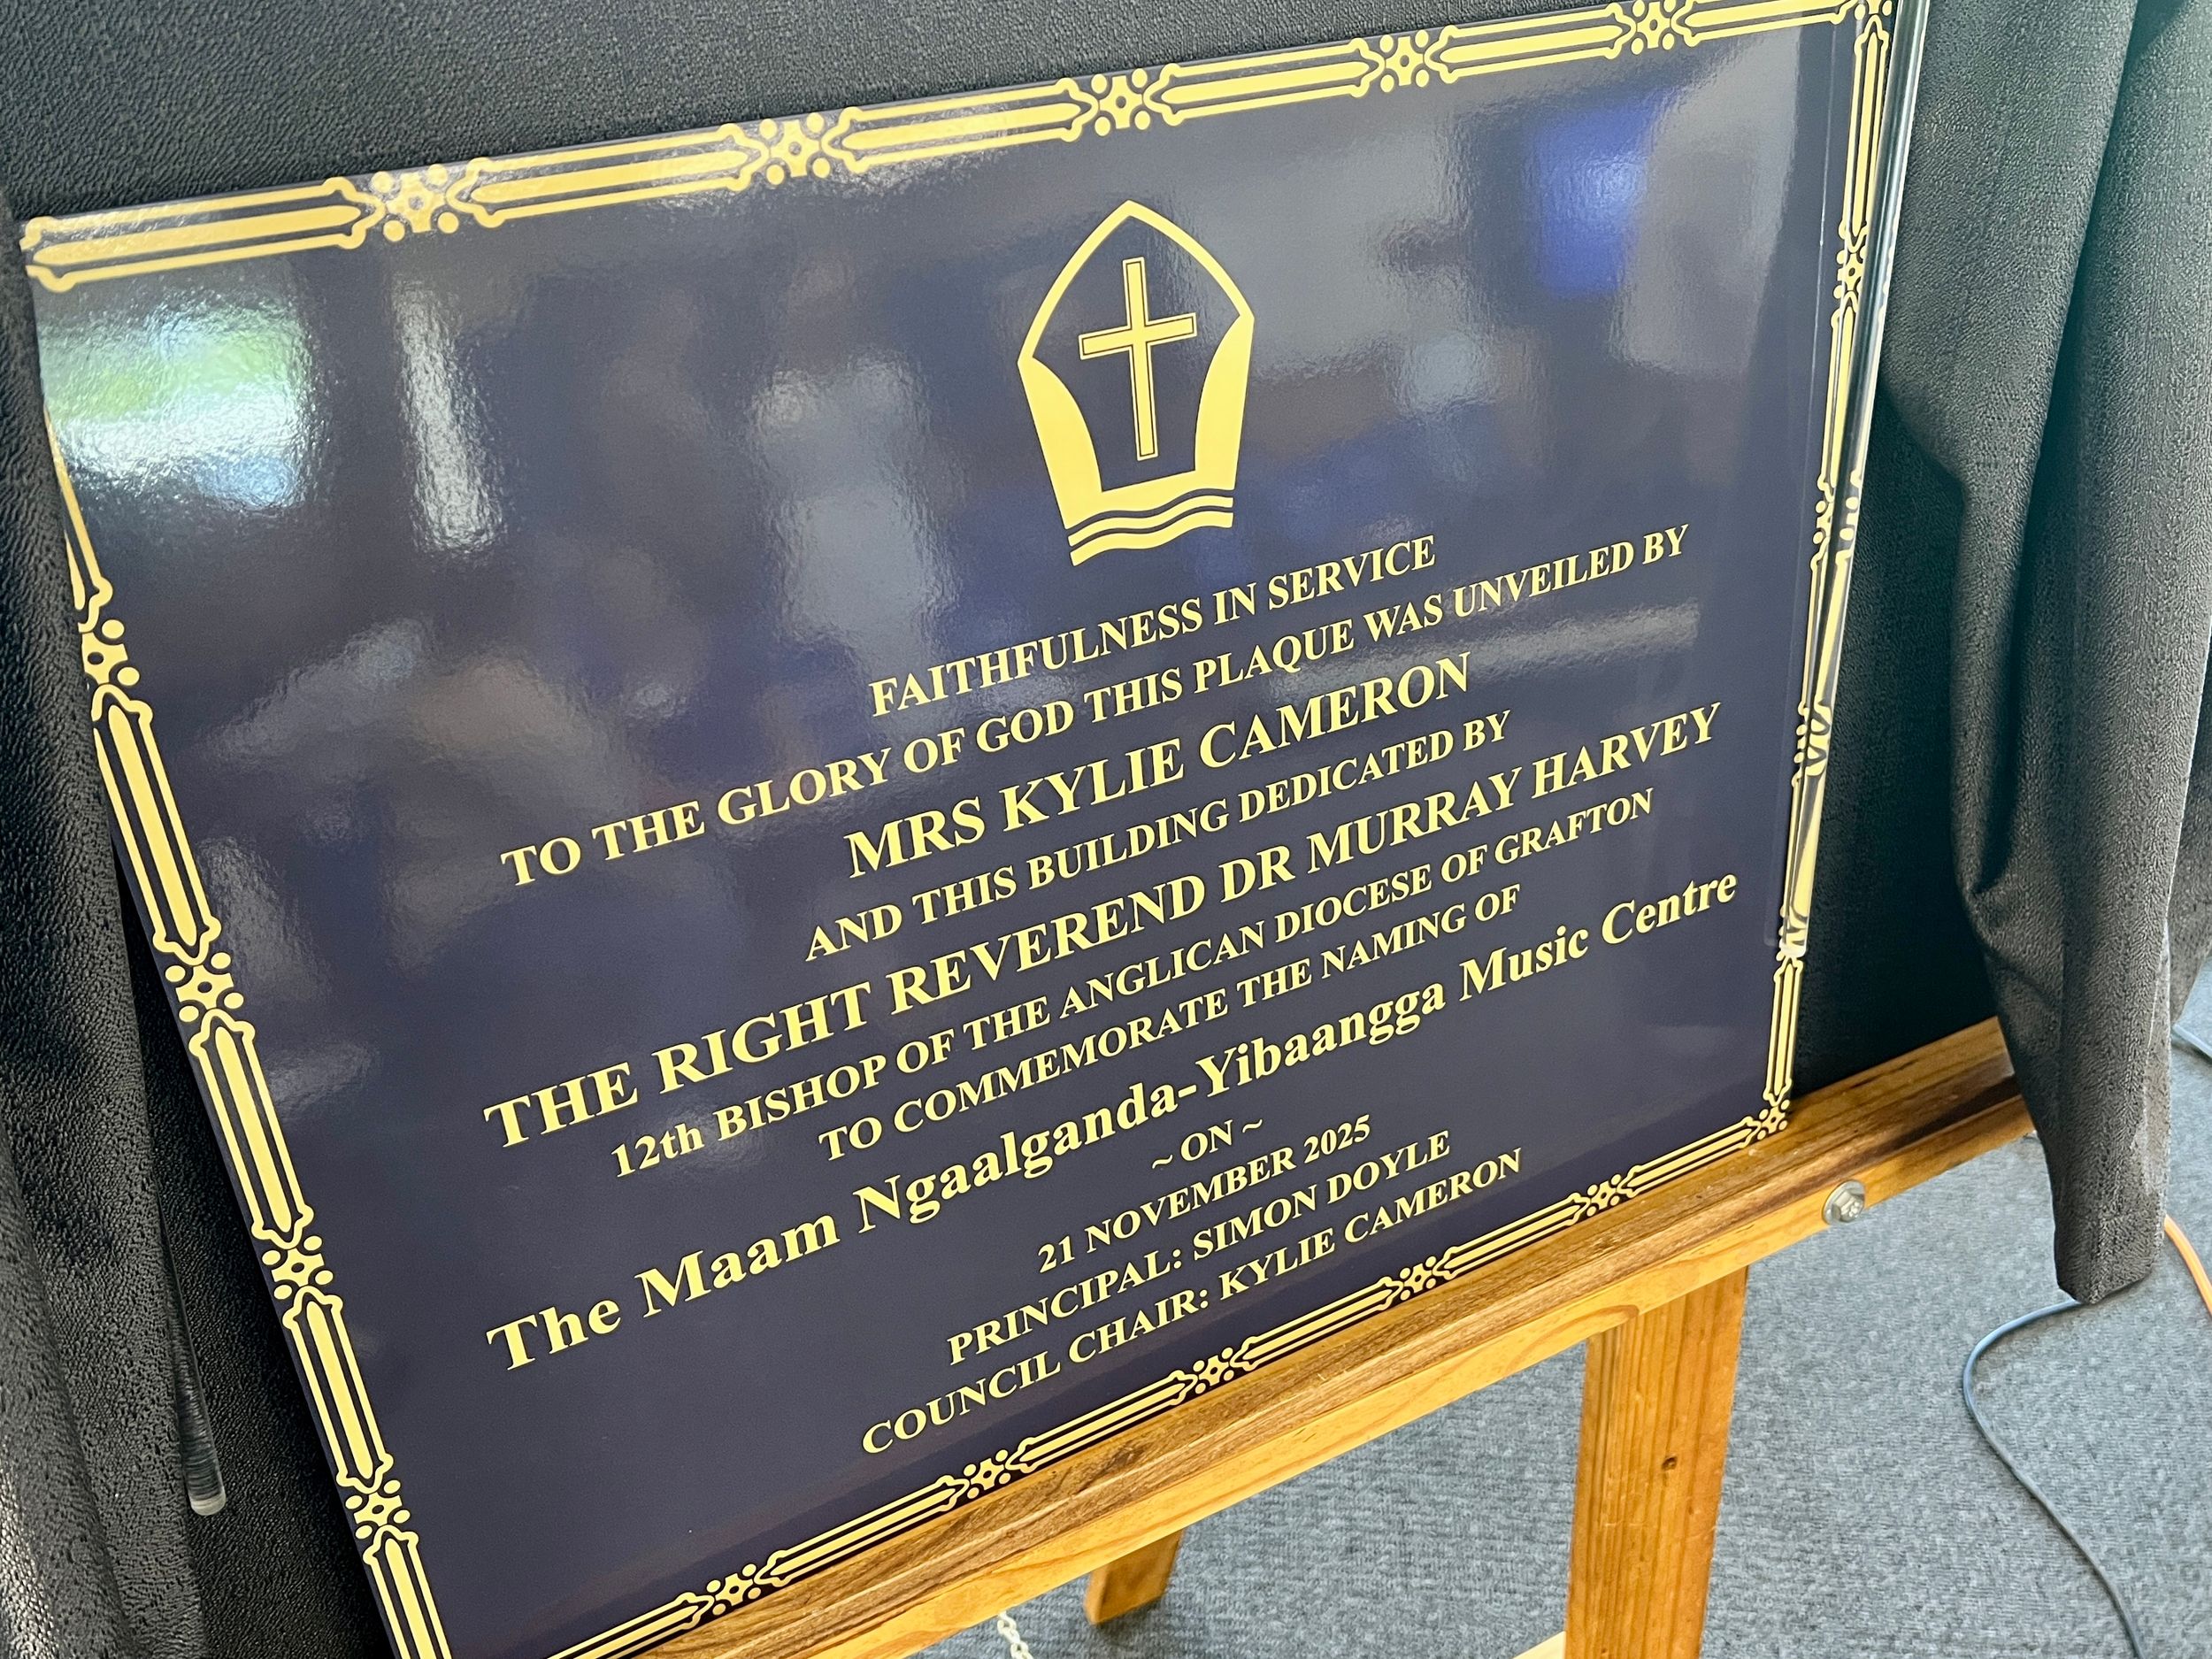 FAITHFULNESS IN SERVICE
TO THE GLORY OF GOD THIS PLAQUE WAS UNVEILED BY
MRS KYLIE CAMERON
AND THIS BUILDING DEDICATED BY
THE RIGHT REVEREND DR MURRAY HARVEY
12th BISHOP OF THE ANGLICAN DIOCESE OF GRAFTON
TO COMMEMORATE THE NAMING OF
The Maam Ngaalganda-Yibaangga Music Centre
~ ON ~
21 NOVEMBER 2025
PRINCIPAL: SIMON DOYLE
COUNCIL CHAIR: KYLIE CAMERON